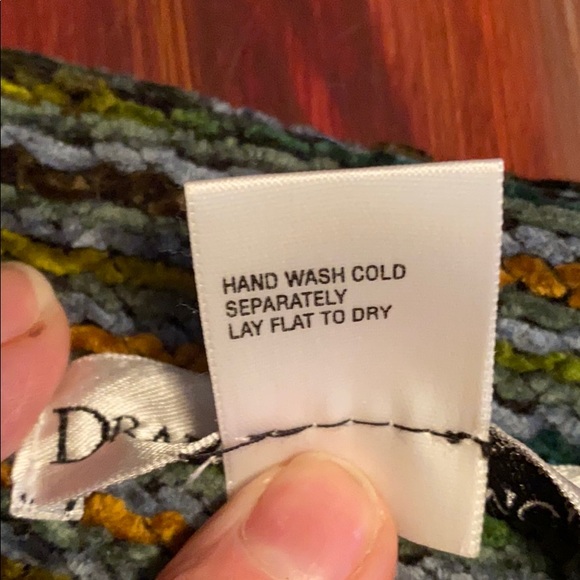 HAND WASH COLD
SEPARATELY
LAY FLAT TO DRY